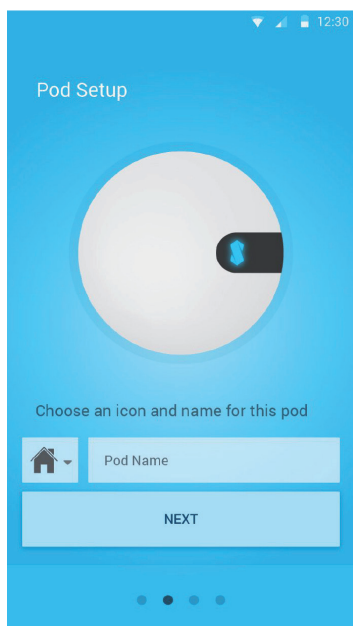 12:30
Pod Setup
Choose an icon and name for this pod
Pod Name
NEXT